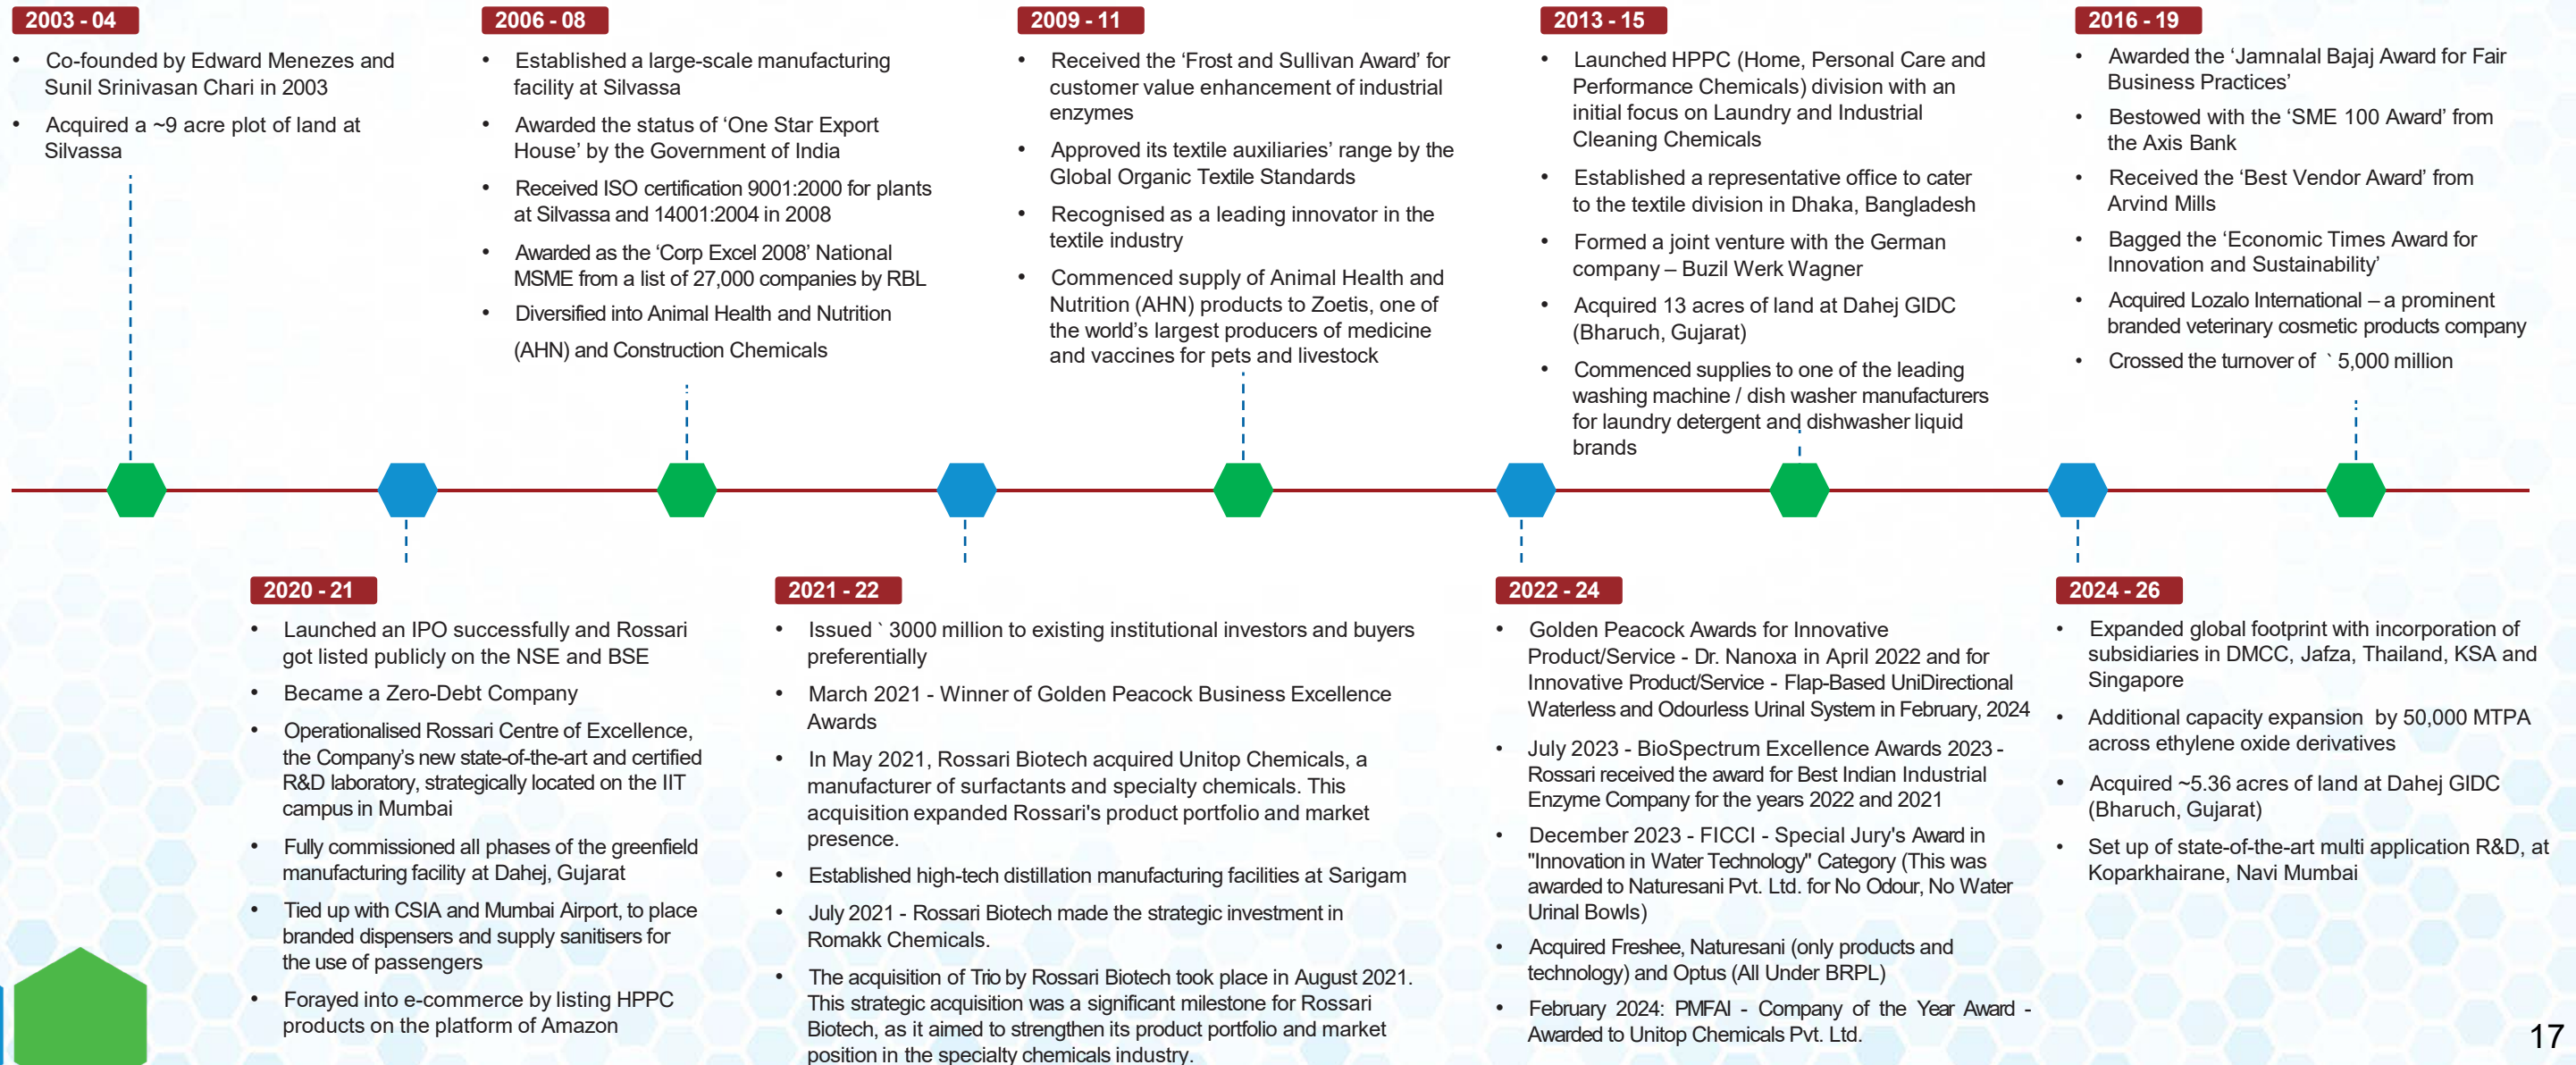 2003 - 04
• Co-founded by Edward Menezes and
Sunil Srinivasan Chari in 2003
• Acquired a ~9 acre plot of land at
Silvassa
2006 - 08
• Established a large-scale manufacturing
facility at Silvassa
• Awarded the status of ‘One Star Export
House’ by the Government of India
• Received ISO certification 9001:2000 for plants
at Silvassa and 14001:2004 in 2008
• Awarded as the ‘Corp Excel 2008’ National
MSME from a list of 27,000 companies by RBL
• Diversified into Animal Health and Nutrition
(AHN) and Construction Chemicals
2009 - 11
• Received the ‘Frost and Sullivan Award’ for
customer value enhancement of industrial
enzymes
• Approved its textile auxiliaries’ range by the
Global Organic Textile Standards
• Recognised as a leading innovator in the
textile industry
• Commenced supply of Animal Health and
Nutrition (AHN) products to Zoetis, one of
the world’s largest producers of medicine
and vaccines for pets and livestock
2013 - 15
• Launched HPPC (Home, Personal Care and
Performance Chemicals) division with an
initial focus on Laundry and Industrial
Cleaning Chemicals
• Established a representative office to cater
to the textile division in Dhaka, Bangladesh
• Formed a joint venture with the German
company – Buzil Werk Wagner
• Acquired 13 acres of land at Dahej GIDC
(Bharuch, Gujarat)
• Commenced supplies to one of the leading
washing machine / dish washer manufacturers
for laundry detergent and dishwasher liquid
brands
2016 - 19
• Awarded the ‘Jamnalal Bajaj Award for Fair
Business Practices’
• Bestowed with the ‘SME 100 Award’ from
the Axis Bank
• Received the ‘Best Vendor Award’ from
Arvind Mills
• Bagged the ‘Economic Times Award for
Innovation and Sustainability’
• Acquired Lozalo International – a prominent
branded veterinary cosmetic products company
• Crossed the turnover of ` 5,000 million
2020 - 21
• Launched an IPO successfully and Rossari
got listed publicly on the NSE and BSE
• Became a Zero-Debt Company
• Operationalised Rossari Centre of Excellence,
the Company’s new state-of-the-art and certified
R&D laboratory, strategically located on the IIT
campus in Mumbai
• Fully commissioned all phases of the greenfield
manufacturing facility at Dahej, Gujarat
• Tied up with CSIA and Mumbai Airport, to place
branded dispensers and supply sanitisers for
the use of passengers
• Forayed into e-commerce by listing HPPC
products on the platform of Amazon
2021 - 22
• Issued ` 3000 million to existing institutional investors and buyers
preferentially
• March 2021 - Winner of Golden Peacock Business Excellence
Awards
• In May 2021, Rossari Biotech acquired Unitop Chemicals, a
manufacturer of surfactants and specialty chemicals. This
acquisition expanded Rossari's product portfolio and market
presence.
• Established high-tech distillation manufacturing facilities at Sarigam
• July 2021 - Rossari Biotech made the strategic investment in
Romakk Chemicals.
• The acquisition of Trio by Rossari Biotech took place in August 2021.
This strategic acquisition was a significant milestone for Rossari
Biotech, as it aimed to strengthen its product portfolio and market
position in the specialty chemicals industry.
2022 - 24
• Golden Peacock Awards for Innovative
Product/Service - Dr. Nanoxa in April 2022 and for
Innovative Product/Service - Flap-Based UniDirectional
Waterless and Odourless Urinal System in February, 2024
• July 2023 - BioSpectrum Excellence Awards 2023 -
Rossari received the award for Best Indian Industrial
Enzyme Company for the years 2022 and 2021
• December 2023 - FICCI - Special Jury's Award in
"Innovation in Water Technology" Category (This was
awarded to Naturesani Pvt. Ltd. for No Odour, No Water
Urinal Bowls)
• Acquired Freshee, Naturesani (only products and
technology) and Optus (All Under BRPL)
• February 2024: PMFAI - Company of the Year Award -
Awarded to Unitop Chemicals Pvt. Ltd.
2024 - 26
• Expanded global footprint with incorporation of
subsidiaries in DMCC, Jafza, Thailand, KSA and
Singapore
• Additional capacity expansion by 50,000 MTPA
across ethylene oxide derivatives
• Acquired ~5.36 acres of land at Dahej GIDC
(Bharuch, Gujarat)
• Set up of state-of-the-art multi application R&D, at
Koparkhairane, Navi Mumbai
17